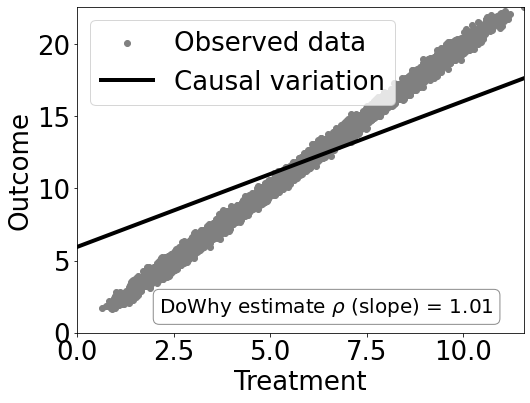 Observed data
Causal variation
20
15
10
5
0
Outcome
DoWhy estimate ρ (slope) = 1.01
0.0 2.5 5.0 7.5 10.0
Treatment